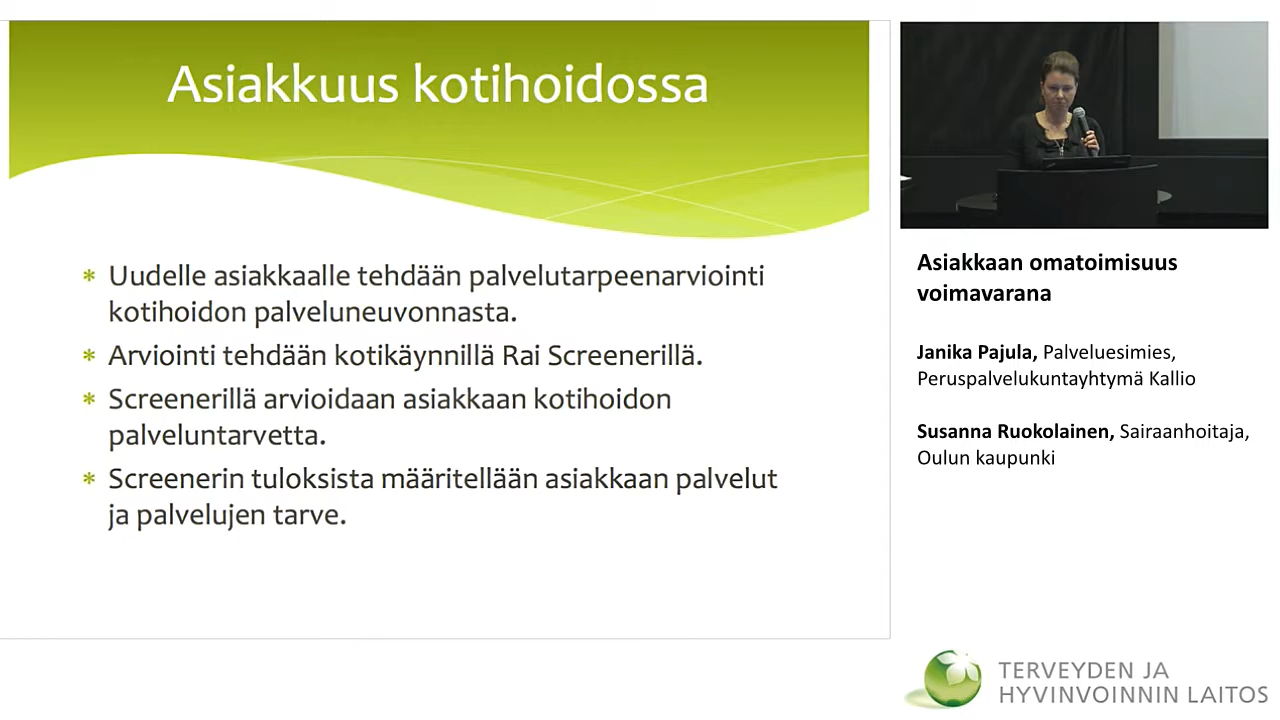 Asiakkuus kotihoidossa
* Uudelle asiakkaalle tehdään palvelutarpeenarviointi
kotihoidon palveluneuvonnasta.
* Arviointi tehdään kotikäynnillä Rai Screenerillä.
* Screenerillä arvioidaan asiakkaan kotihoidon
palveluntarvetta.
* Screenerin tuloksista määritellään asiakkaan palvelut
ja palvelujen tarve.
Asiakkaan omatoimisuus
voimavarana
Janika Pajula, Palveluesimies,
Peruspalvelukuntayhtymä Kallio
Susanna Ruokolainen, Sairaanhoitaja,
Oulun kaupunki
TERVEYDEN JA
HYVINVOINNIN LAITOS